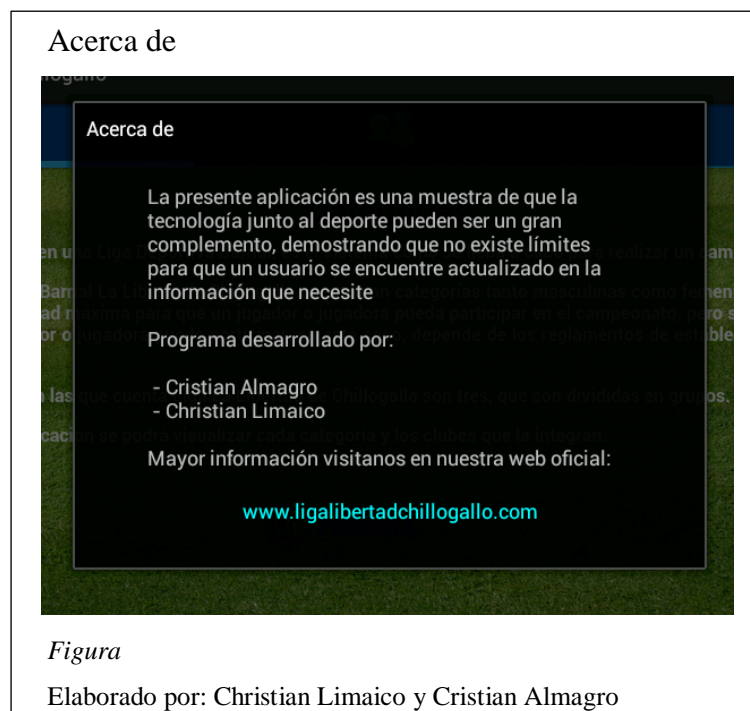 Acerca de
llogallo
Acerca de
La presente aplicación es una muestra de que la
tecnología junto al deporte pueden ser un gran
complemento, demostrando que no existe límites
para que un usuario se encuentre actualizado en la
información que necesite
Programa desarrollado por:
- Cristian Almagro
- Christian Limaico
Mayor información visitanos en nuestra web oficial:
www.ligalibertadchillogallo.com
Figura
Elaborado por: Christian Limaico y Cristian Almagro